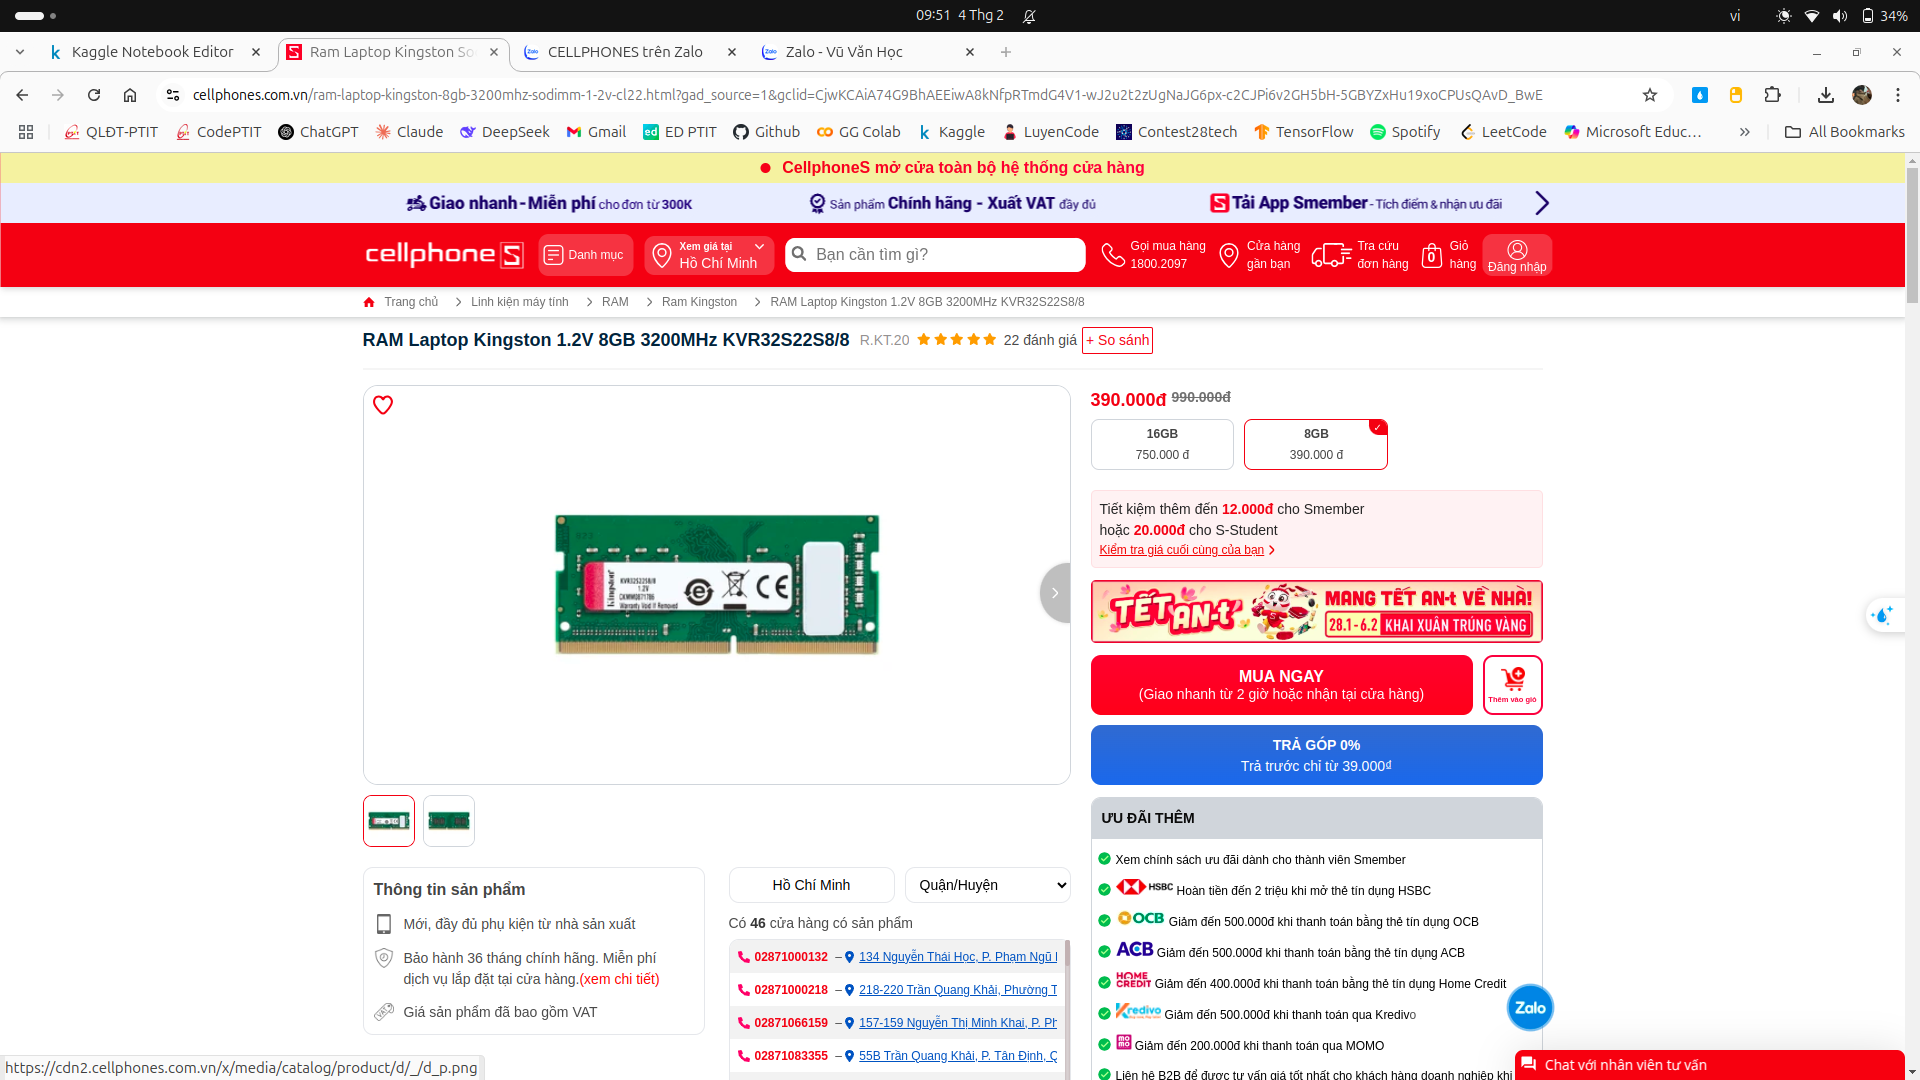 09:51 4 Thg 2
vi
34%
Kaggle Notebook Editor
Ram Laptop Kingston So
CELLPHONES trên Zalo
Zalo - Vũ Văn Học
cellphones.com.vn/ram-laptop-kingston-8gb-3200mhz-sodimm-1-2v-cl22.html?gad_source=1&gclid=CjwKCAiA74G9BhAEEiwA8kNfpRTmdG4V1-wJ2u2t2zUgNaJG6px-c2CJPi6v2GH5bH-5GBYZxHu19xoCPUsQAvD_BwE
QLĐT-PTIT
CodePTIT
ChatGPT
Claude
DeepSeek
Gmail
ED PTIT
Github
GG Colab
Kaggle
LuyenCode
Contest28tech
TensorFlow
Spotify
LeetCode
Microsoft Educ...
All Bookmarks
CellphoneS mở cửa toàn bộ hệ thống cửa hàng
Giao nhanh - Miễn phí cho đơn từ 300K
Sản phẩm Chính hãng - Xuất VAT đầy đủ
Tải App Smember - Tích điểm & nhận ưu đãi
cellphoneS
Danh mục
Xem giá tại
Hồ Chí Minh
Bạn cần tìm gì?
Gọi mua hàng
1800.2097
Cửa hàng
gần bạn
Tra cứu
đơn hàng
0
Giỏ
hàng
Đăng nhập
Trang chủ
Linh kiện máy tính
RAM
Ram Kingston
RAM Laptop Kingston 1.2V 8GB 3200MHz KVR32S22S8/8
RAM Laptop Kingston 1.2V 8GB 3200MHz KVR32S22S8/8
R.KT.20
22 đánh giá
+ So sánh
Kingston
KVR32S22S8/8
1.2V
Warranty Void If Removed
390.000đ 990.000đ
16GB
750.000 đ
8GB
390.000 đ
Tiết kiệm thêm đến 12.000đ cho Smember
hoặc 20.000đ cho S-Student
Kiểm tra giá cuối cùng của bạn
TẾT AN-t
MANG TẾT AN-t VỀ NHÀ!
28.1 - 6.2 KHAI XUÂN TRÚNG VÀNG
MUA NGAY
(Giao nhanh từ 2 giờ hoặc nhận tại cửa hàng)
Thêm vào giỏ
TRẢ GÓP 0%
Trả trước chỉ từ 39.000₫
ƯU ĐÃI THÊM
Xem chính sách ưu đãi dành cho thành viên Smember
HSBC Hoàn tiền đến 2 triệu khi mở thẻ tín dụng HSBC
OCB Giảm đến 500.000đ khi thanh toán bằng thẻ tín dụng OCB
ACB Giảm đến 500.000đ khi thanh toán bằng thẻ tín dụng ACB
HOME CREDIT Giảm đến 400.000đ khi thanh toán bằng thẻ tín dụng Home Credit
Kredivo Giảm đến 500.000đ khi thanh toán qua Kredivo
momo Giảm đến 200.000đ khi thanh toán qua MOMO
Liên hệ B2B để được tư vấn giá tốt nhất cho khách hàng doanh nghiệp khi
Thông tin sản phẩm
Mới, đầy đủ phụ kiện từ nhà sản xuất
Bảo hành 36 tháng chính hãng. Miễn phí
dịch vụ lắp đặt tại cửa hàng.(xem chi tiết)
Giá sản phẩm đã bao gồm VAT
Hồ Chí Minh
Quận/Huyện
Có 46 cửa hàng có sản phẩm
02871000132 – 134 Nguyễn Thái Học, P. Phạm Ngũ
02871000218 – 218-220 Trần Quang Khải, Phường T
02871066159 – 157-159 Nguyễn Thị Minh Khai, P. Ph
02871083355 – 55B Trần Quang Khải, P. Tân Định, Q
Zalo
Chat với nhân viên tư vấn
https://cdn2.cellphones.com.vn/x/media/catalog/product/d/_/d_p.png